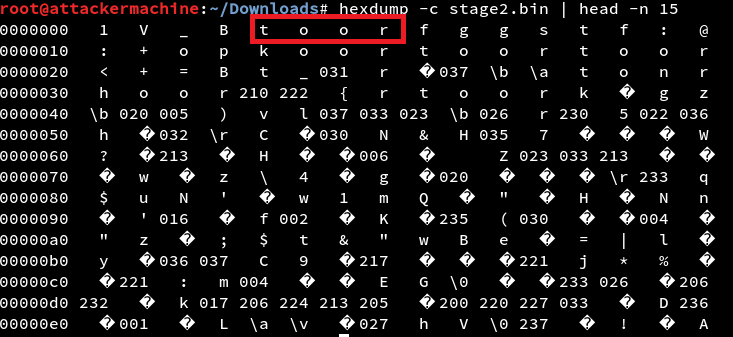 root@attackermachine:~/Downloads# hexdump -c stage2.bin | head -n 15
0000000 1 V _ B t o o r f g g s t f : @
0000010 : + o p k o o r t o o r t o o r
0000020 < + = B t _ 031 r � 037 \b \a t o n r
0000030 h o o r 210 222 { r t o o r k � g z
0000040 \b 020 005 ) v l 037 033 023 \b 026 r 230 5 022 036
0000050 h � 032 \r C � 030 N & H 035 7 � � � W
0000060 ? � 213 � H � � 006 � Z 023 033 213 � �
0000070 � w � z \ 4 � g � 020 � � � \r 233 q
0000080 $ u N ' � w 1 m Q � " � H � N n
0000090 � ' 016 � f 002 � K � 235 ( 030 � � 004 �
00000a0 " z � ; $ t & " w B e � = | l �
00000b0 y � 036 037 C 9 � 217 � � � 221 j * % �
00000c0 � 221 : m 004 � � E G \0 � � 233 026 � 206
00000d0 232 � k 017 206 224 213 205 � 200 220 227 033 � D 236
00000e0 � 001 � L \a \v � 027 h V \0 237 � ! � A